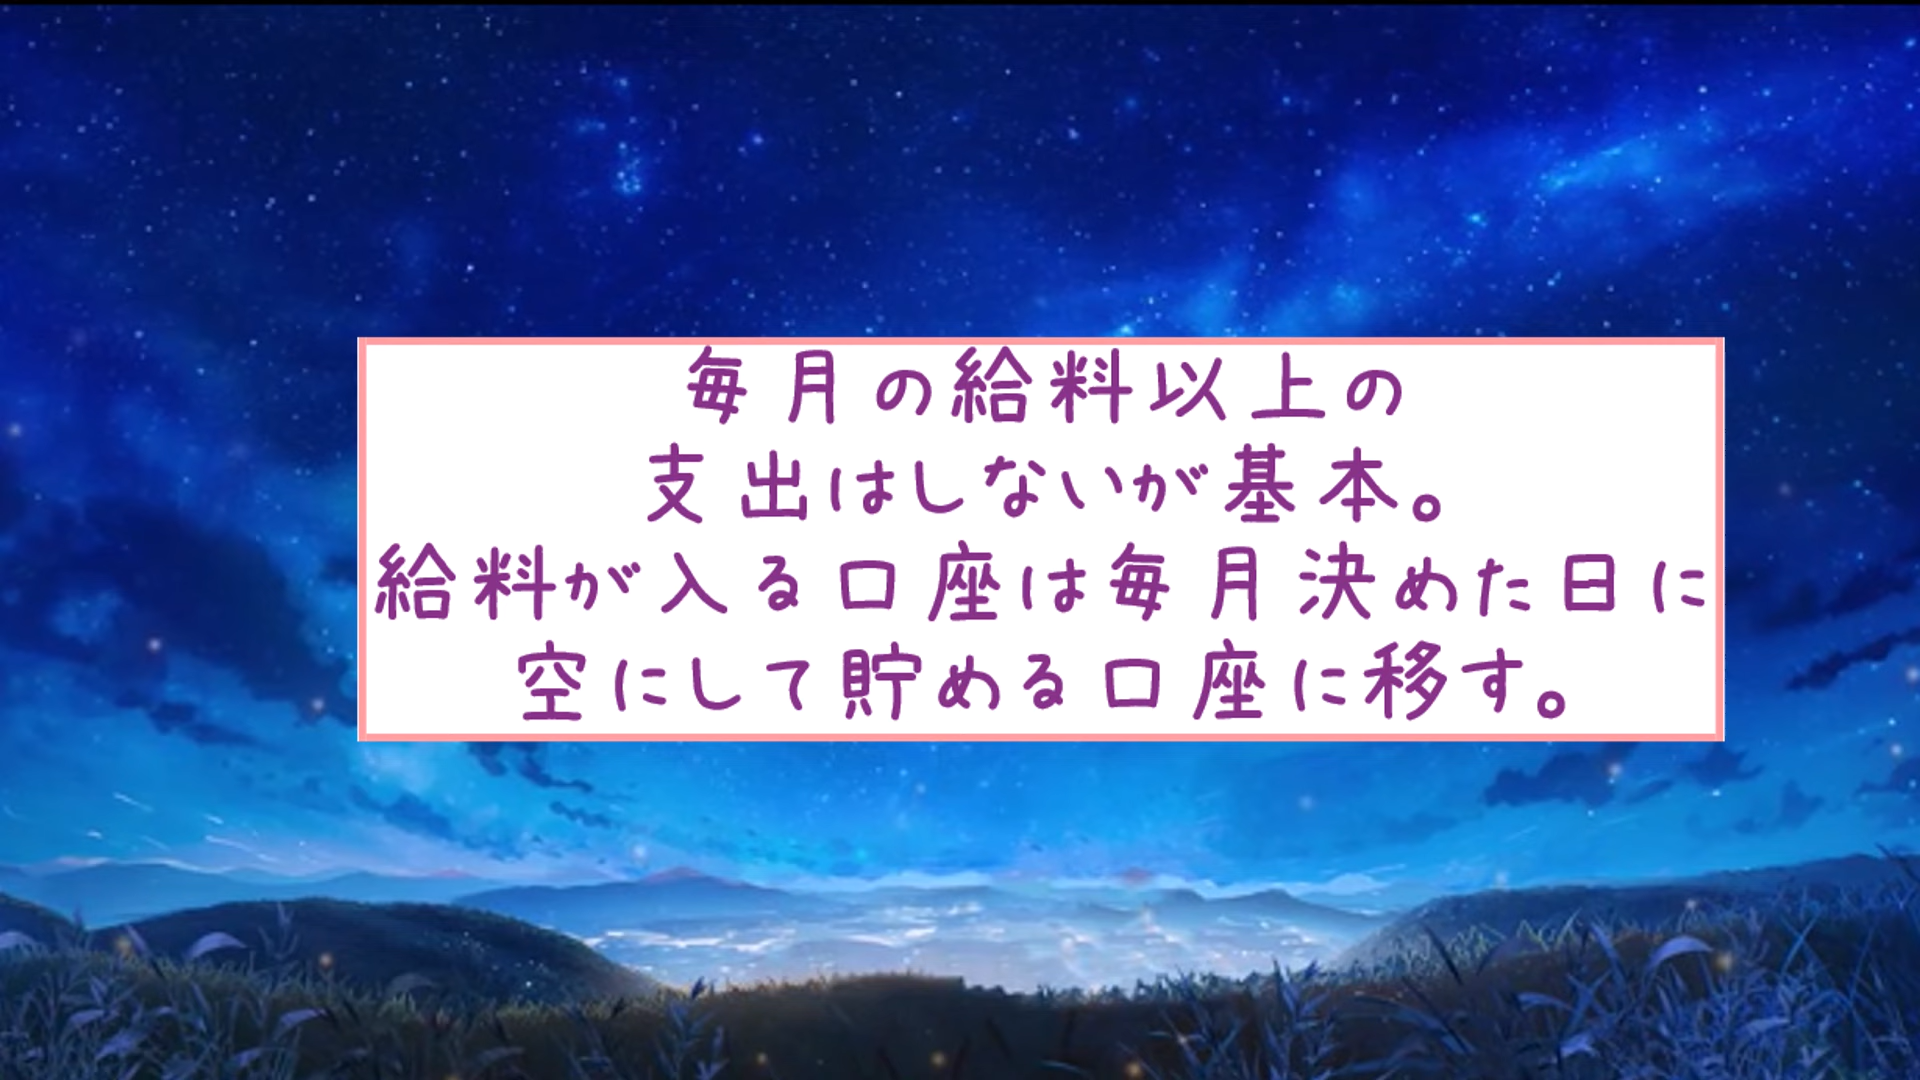 毎月の給料以上の
支出はしないが基本。
給料が入る口座は毎月決めた日に
空にして貯める口座に移す。